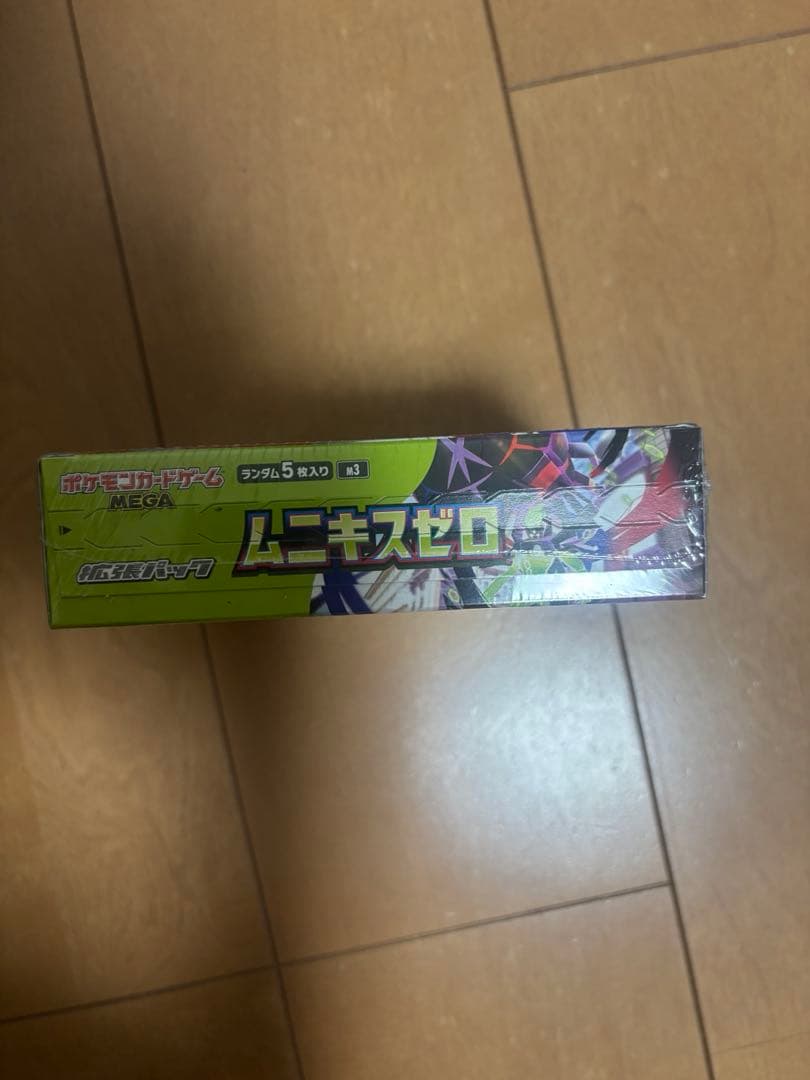 ポケモンカードゲーム
MEGA
ランダム5枚入り
M3
拡張パック
ムニキスゼロ